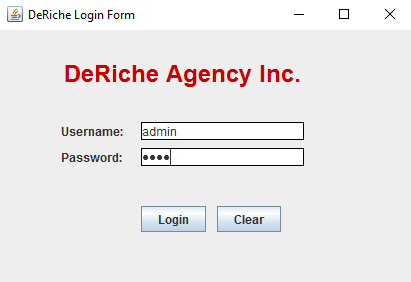 DeRiche Login Form
DeRiche Agency Inc.
Username: admin
Password: ••••
Login Clear